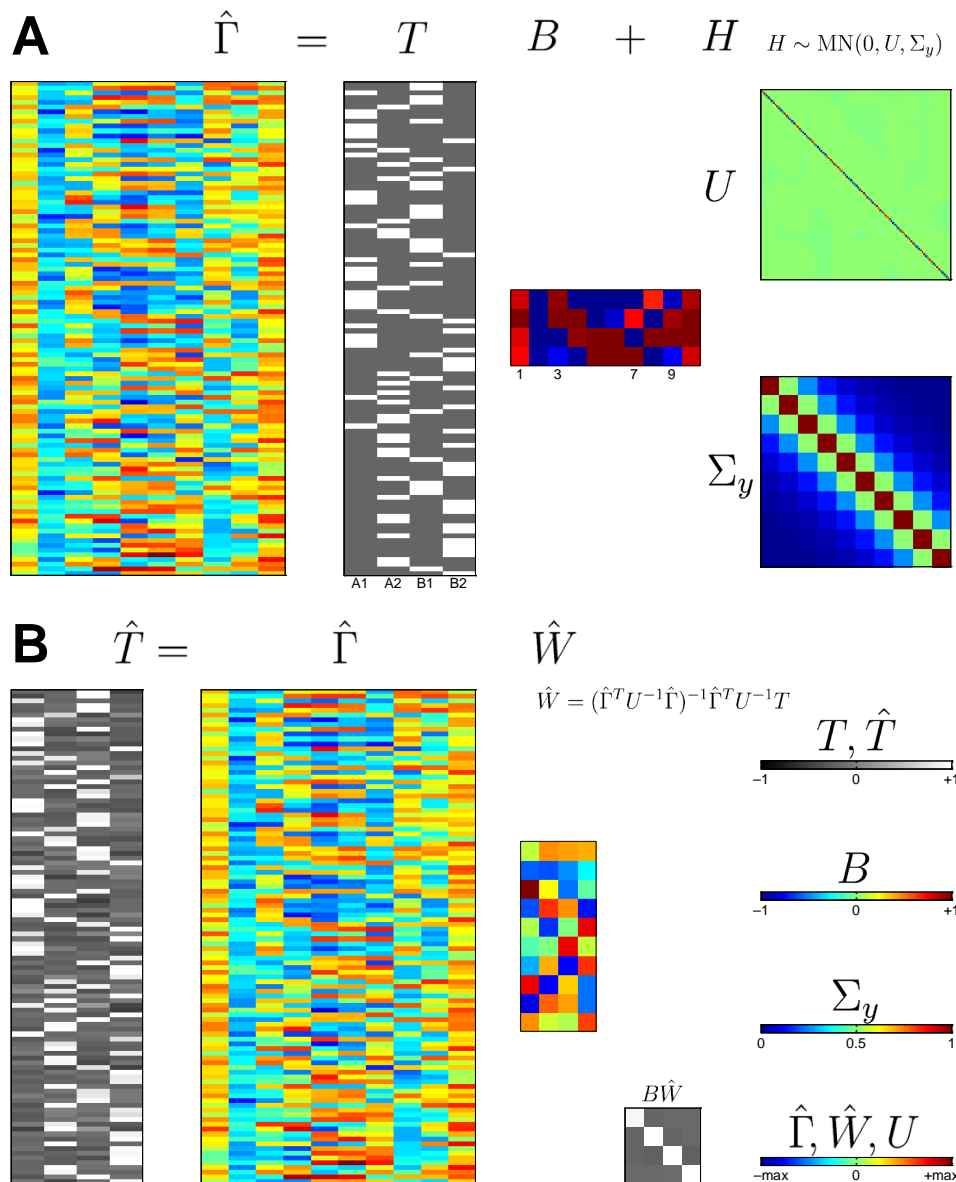 A Γ̂ = T B + H H ∼ MN(0, U, Σ_y)
U
1 3 7 9
Σ_y
A1 A2 B1 B2
B T̂ = Γ̂ Ŵ
Ŵ = (Γ̂^T U^{-1} Γ̂)^{-1} Γ̂^T U^{-1} T
T, T̂
−1 0 +1
B
−1 0 +1
Σ_y
0 0.5 1
BŴ
Γ̂, Ŵ, U
−max 0 +max